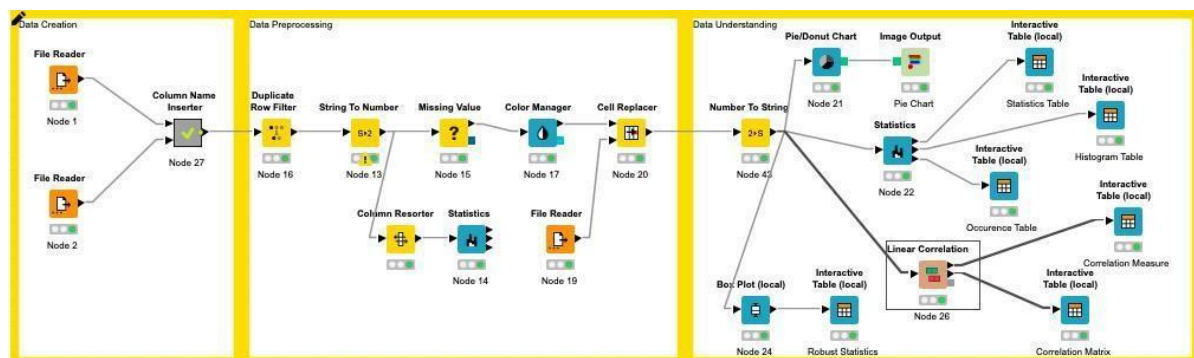 Data Creation
File Reader
Node 1
File Reader
Node 2
Column Name
Inserter
Node 27
Data Preprocessing
Duplicate
Row Filter
Node 16
String To Number
S▸2
!
Node 13
Missing Value
?
Node 15
Color Manager
Node 17
Cell Replacer
Node 20
Column Resorter
Statistics
Node 14
File Reader
Node 19
Data Understanding
Number To String
2▸S
Node 43
Pie/Donut Chart
Node 21
Image Output
Pie Chart
Interactive
Table (local)
Statistics Table
Statistics
Node 22
Interactive
Table (local)
Histogram Table
Interactive
Table (local)
Occurence Table
Linear Correlation
Node 26
Interactive
Table (local)
Correlation Measure
Interactive
Table (local)
Correlation Matrix
Box Plot (local)
Node 24
Interactive
Table (local)
Robust Statistics